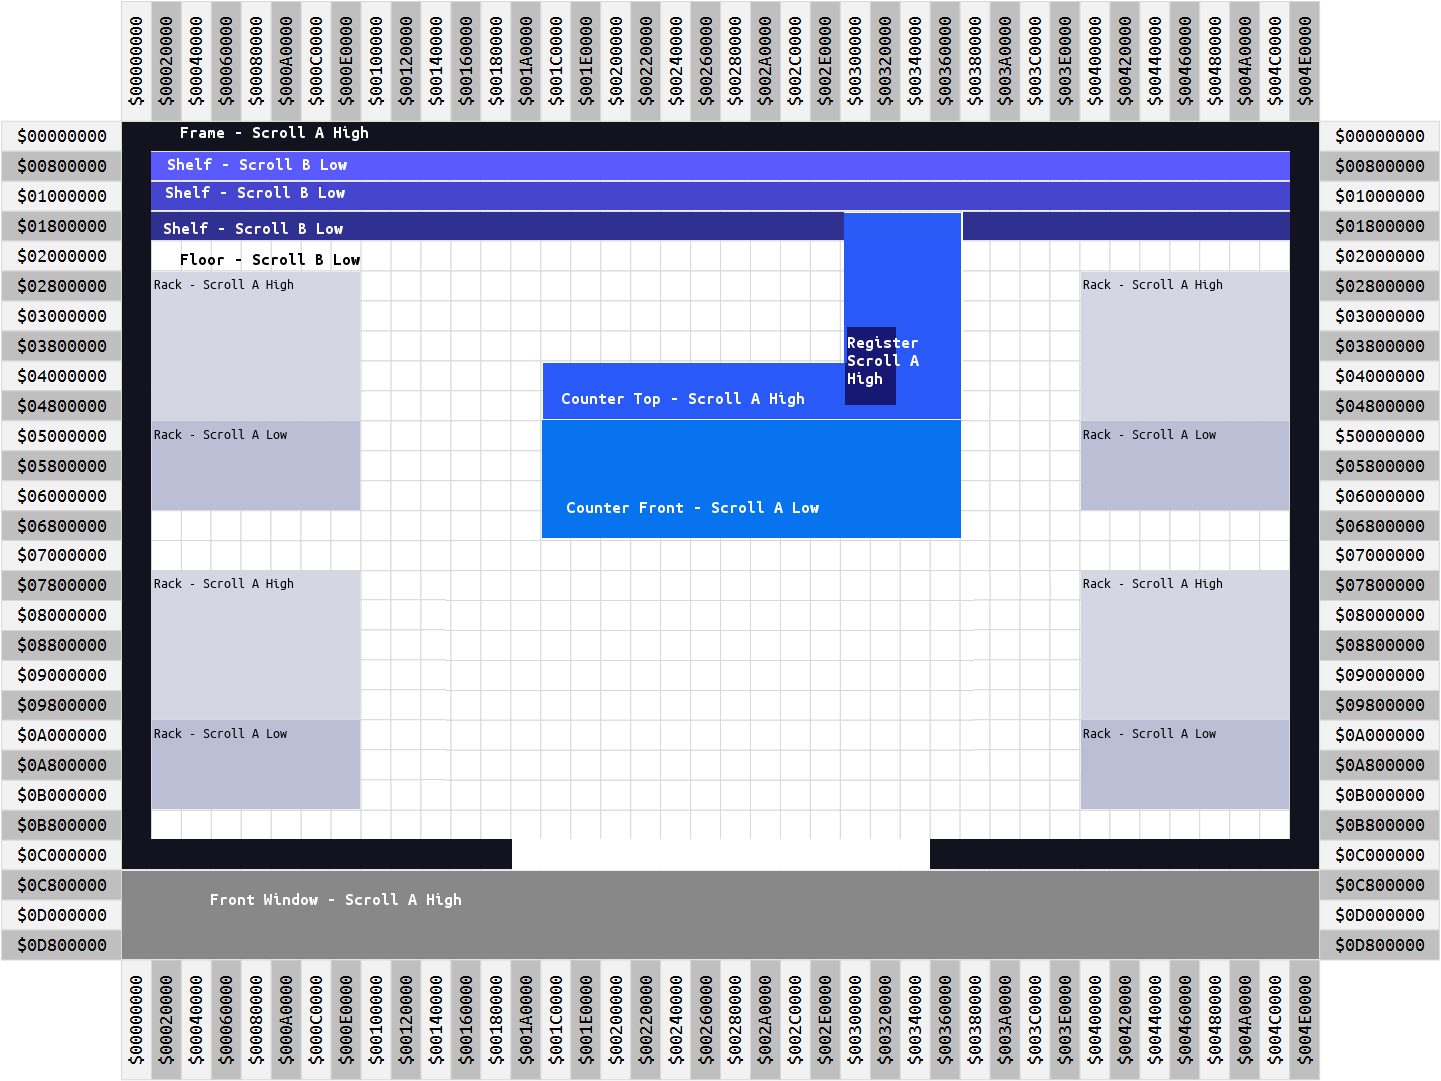 $00000000 $00020000 $00040000 $00060000 $00080000 $000A0000 $000C0000 $000E0000 $00100000 $00120000 $00140000 $00160000 $00180000 $001A0000 $001C0000 $001E0000 $00200000 $00220000 $00240000 $00260000 $00280000 $002A0000 $002C0000 $002E0000 $00300000 $00320000 $00340000 $00360000 $00380000 $003A0000 $003C0000 $003E0000 $00400000 $00420000 $00440000 $00460000 $00480000 $004A0000 $004C0000 $004E0000
$00000000 Frame - Scroll A High $00000000
$00800000 Shelf - Scroll B Low $00800000
$01000000 Shelf - Scroll B Low $01000000
$01800000 Shelf - Scroll B Low $01800000
$02000000 Floor - Scroll B Low $02000000
$02800000 Rack - Scroll A High Rack - Scroll A High $02800000
$03000000 $03000000
$03800000 Register $03800000
Scroll A
$04000000 High $04000000
$04800000 Counter Top - Scroll A High $04800000
$05000000 Rack - Scroll A Low Rack - Scroll A Low $50000000
$05800000 $05800000
$06000000 Counter Front - Scroll A Low $06000000
$06800000 $06800000
$07000000 $07000000
$07800000 Rack - Scroll A High Rack - Scroll A High $07800000
$08000000 $08000000
$08800000 $08800000
$09000000 $09000000
$09800000 $09800000
$0A000000 Rack - Scroll A Low Rack - Scroll A Low $0A000000
$0A800000 $0A800000
$0B000000 $0B000000
$0B800000 $0B800000
$0C000000 $0C000000
$0C800000 Front Window - Scroll A High $0C800000
$0D000000 $0D000000
$0D800000 $0D800000
$00000000 $00020000 $00040000 $00060000 $00080000 $000A0000 $000C0000 $000E0000 $00100000 $00120000 $00140000 $00160000 $00180000 $001A0000 $001C0000 $001E0000 $00200000 $00220000 $00240000 $00260000 $00280000 $002A0000 $002C0000 $002E0000 $00300000 $00320000 $00340000 $00360000 $00380000 $003A0000 $003C0000 $003E0000 $00400000 $00420000 $00440000 $00460000 $00480000 $004A0000 $004C0000 $004E0000